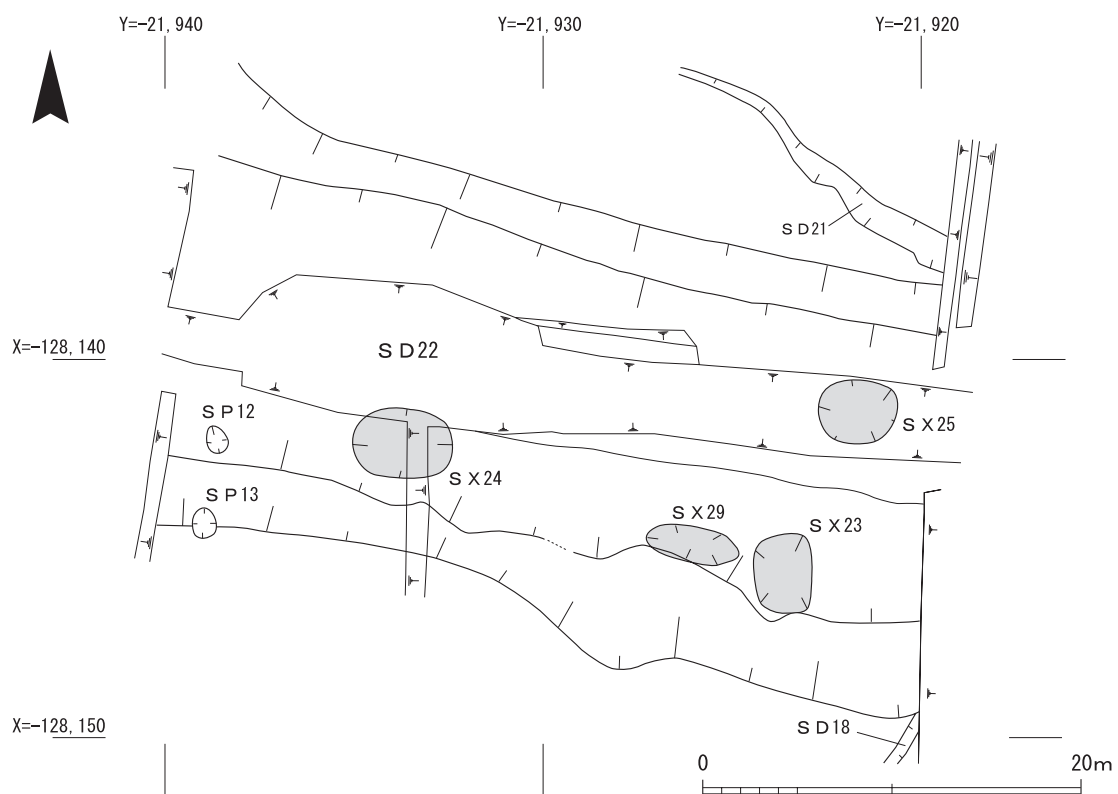 Y=−21,940
Y=−21,930
Y=−21,920
SD21
X=−128,140
SD22
SP12
SX25
SX24
SP13
SX29
SX23
X=−128,150
SD18
0
20m